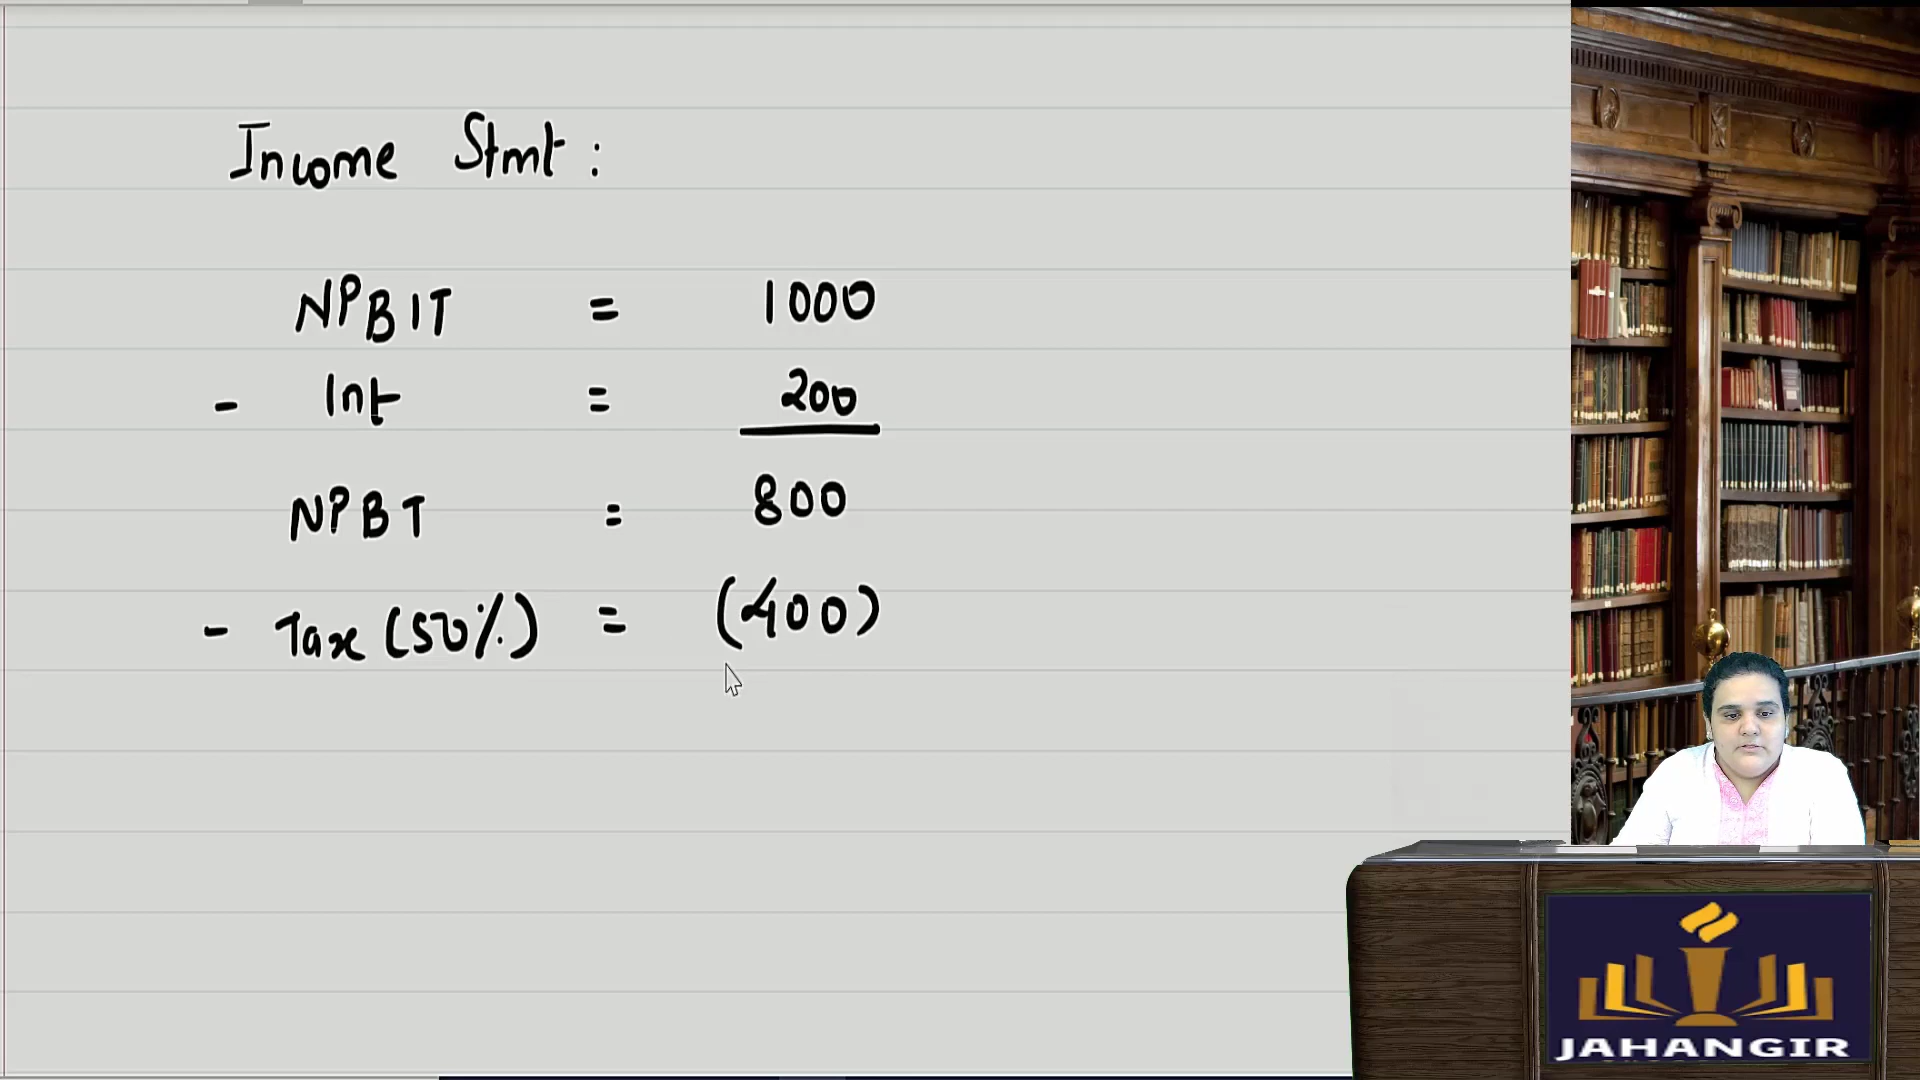 Income Stmt :
NPBIT = 1000
- Int = 200
NPBT = 800
- Tax (50%) = (400)
JAHANGIR